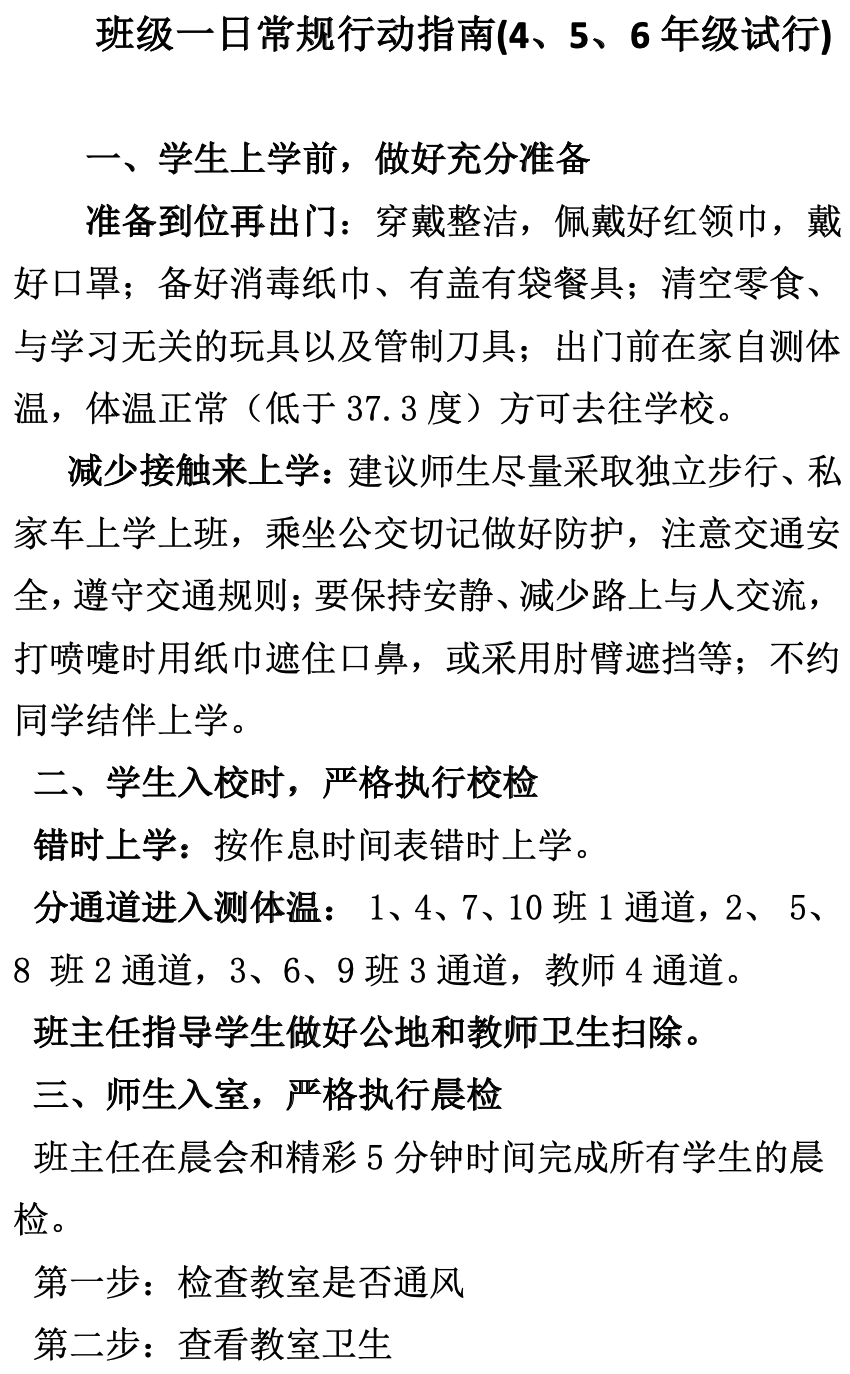 班级一日常规行动指南(4、5、6年级试行)
一、学生上学前，做好充分准备
准备到位再出门：穿戴整洁，佩戴好红领巾，戴
好口罩；备好消毒纸巾、有盖有袋餐具；清空零食、
与学习无关的玩具以及管制刀具；出门前在家自测体
温，体温正常（低于37.3度）方可去往学校。
减少接触来上学：建议师生尽量采取独立步行、私
家车上学上班，乘坐公交切记做好防护，注意交通安
全，遵守交通规则；要保持安静、减少路上与人交流，
打喷嚏时用纸巾遮住口鼻，或采用肘臂遮挡等；不约
同学结伴上学。
二、学生入校时，严格执行校检
错时上学：按作息时间表错时上学。
分通道进入测体温： 1、4、7、10班1通道，2、 5、
8 班2通道，3、6、9班3通道，教师4通道。
班主任指导学生做好公地和教师卫生扫除。
三、师生入室，严格执行晨检
班主任在晨会和精彩5分钟时间完成所有学生的晨
检。
第一步：检查教室是否通风
第二步：查看教室卫生